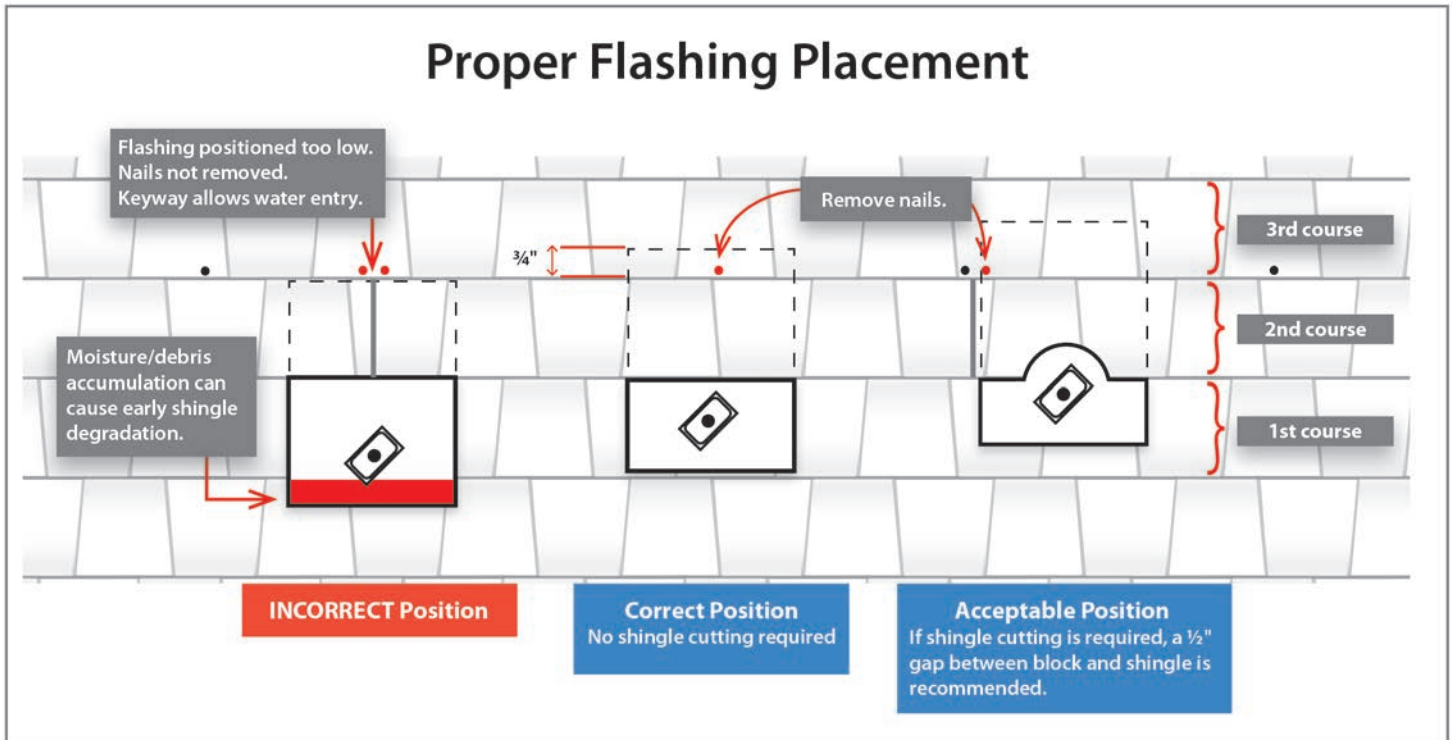 Proper Flashing Placement
Flashing positioned too low.
Nails not removed.
Keyway allows water entry.
Remove nails.
3rd course
¾"
2nd course
Moisture/debris
accumulation can
cause early shingle
degradation.
1st course
INCORRECT Position
Correct Position
No shingle cutting required
Acceptable Position
If shingle cutting is required, a ½"
gap between block and shingle is
recommended.